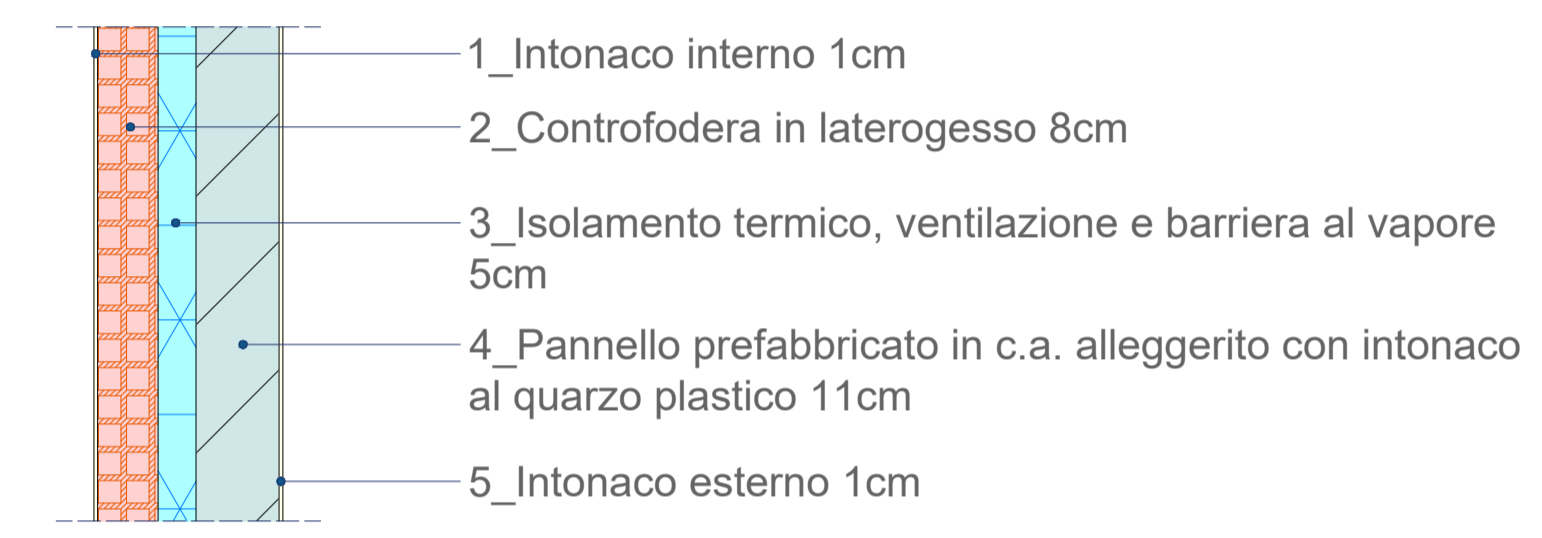 1_Intonaco interno 1cm
2_Controfodera in laterogesso 8cm
3_Isolamento termico, ventilazione e barriera al vapore
5cm
4_Pannello prefabbricato in c.a. alleggerito con intonaco
al quarzo plastico 11cm
5_Intonaco esterno 1cm